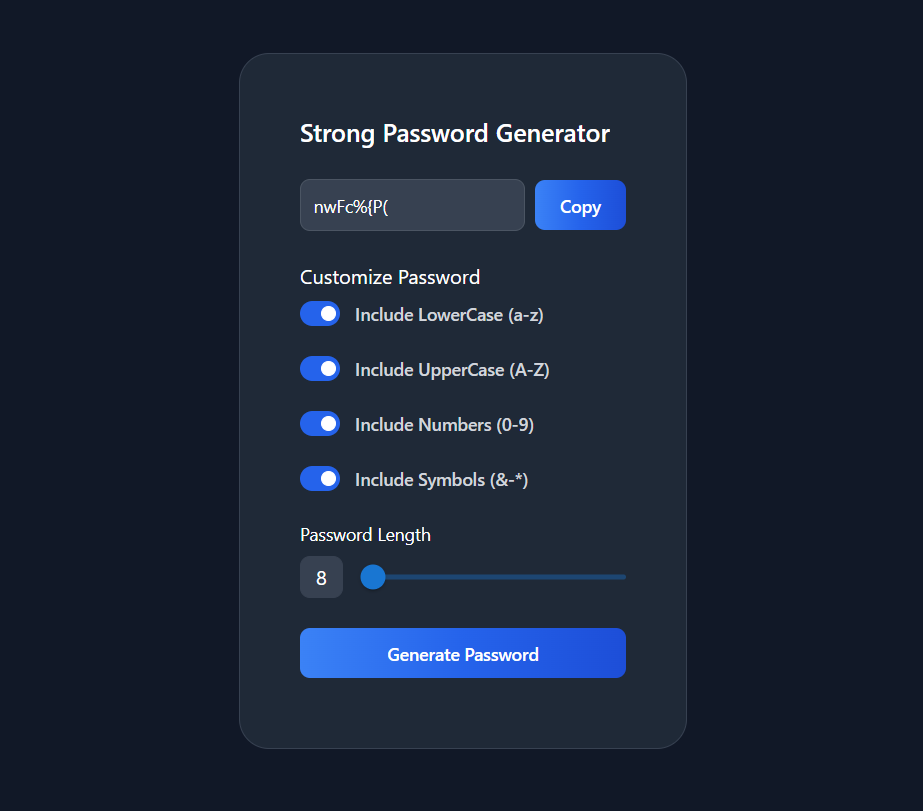 Strong Password Generator
nwFc%{P(
Copy
Customize Password
Include LowerCase (a-z)
Include UpperCase (A-Z)
Include Numbers (0-9)
Include Symbols (&-*)
Password Length
8
Generate Password